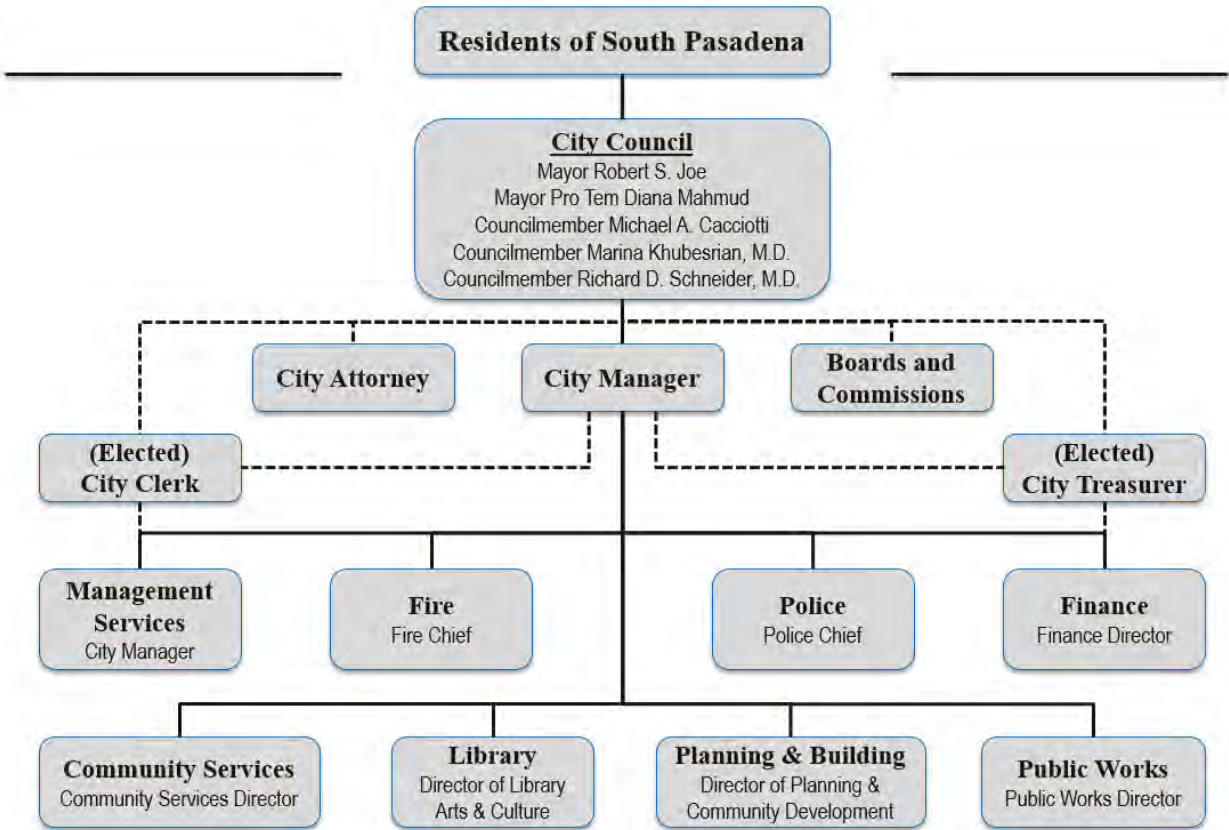 Residents of South Pasadena
City Council
Mayor Robert S. Joe
Mayor Pro Tem Diana Mahmud
Councilmember Michael A. Cacciotti
Councilmember Marina Khubesrian, M.D.
Councilmember Richard D. Schneider, M.D.
City Attorney
City Manager
Boards and
Commissions
(Elected)
City Clerk
(Elected)
City Treasurer
Management
Services
City Manager
Fire
Fire Chief
Police
Police Chief
Finance
Finance Director
Community Services
Community Services Director
Library
Director of Library
Arts & Culture
Planning & Building
Director of Planning &
Community Development
Public Works
Public Works Director